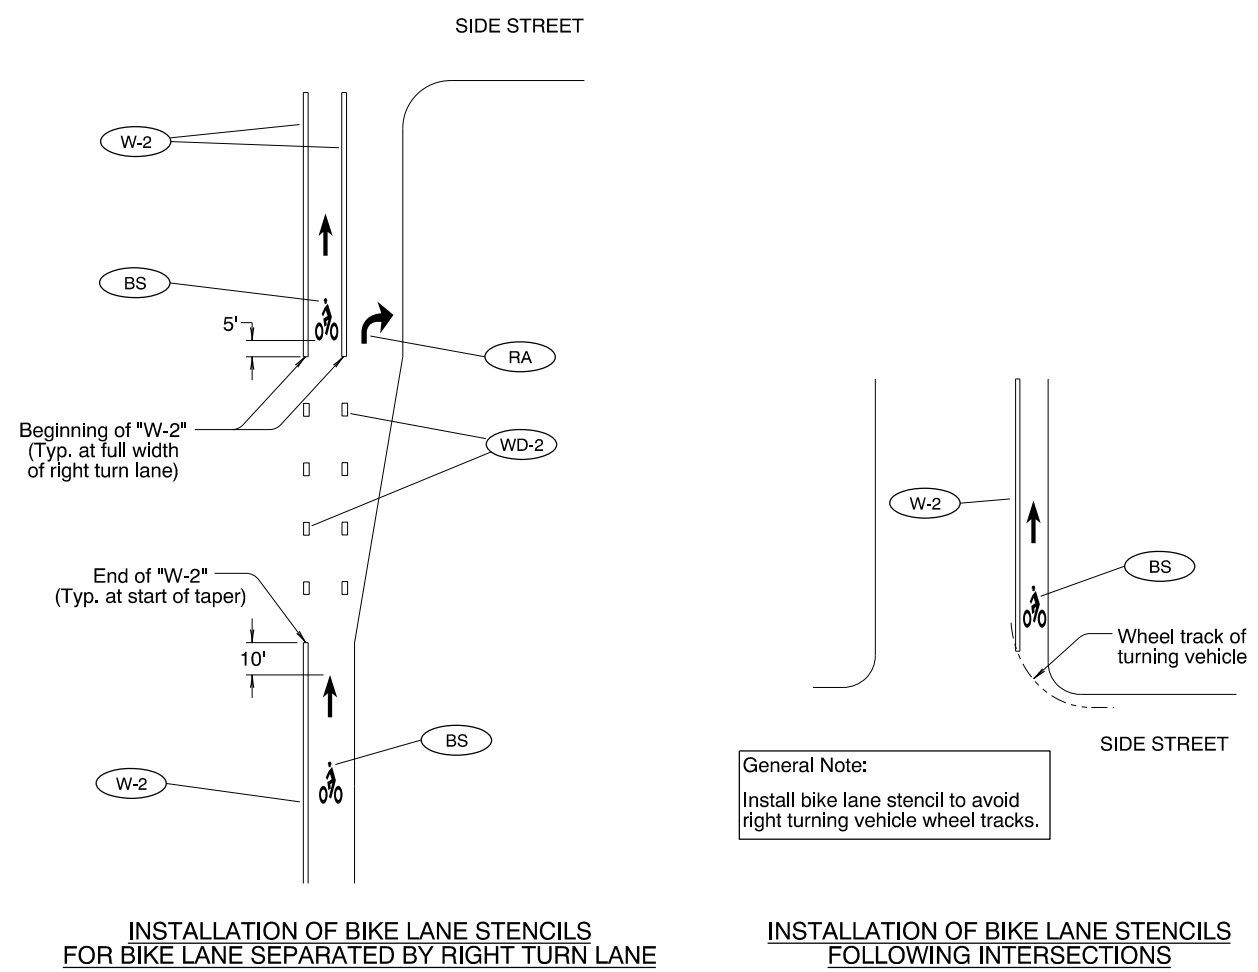 SIDE STREET
W-2
BS
5'
RA
Beginning of "W-2"
(Typ. at full width
of right turn lane)
WD-2
End of "W-2"
(Typ. at start of taper)
10'
BS
W-2
INSTALLATION OF BIKE LANE STENCILS
FOR BIKE LANE SEPARATED BY RIGHT TURN LANE
W-2
BS
Wheel track of
turning vehicle
SIDE STREET
General Note:
Install bike lane stencil to avoid
right turning vehicle wheel tracks.
INSTALLATION OF BIKE LANE STENCILS
FOLLOWING INTERSECTIONS